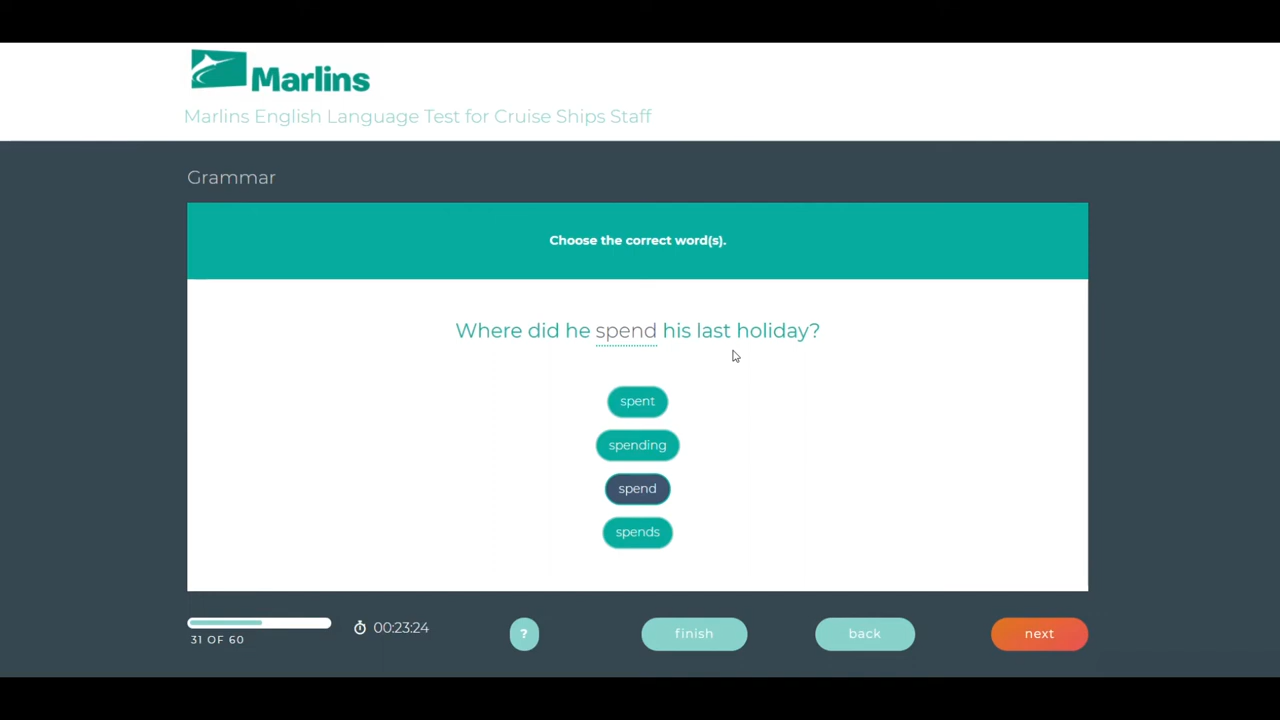 Marlins
Marlins English Language Test for Cruise Ships Staff
Grammar
Choose the correct word(s).
Where did he spend his last holiday?
spent
spending
spend
spends
31 OF 60
00:23:24
?
finish
back
next